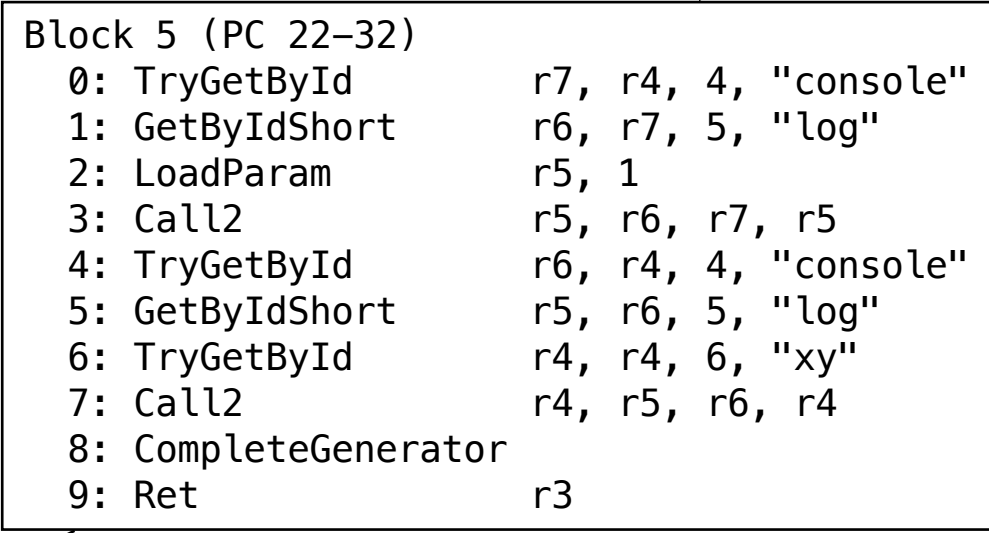 Block 5 (PC 22–32)
0: TryGetById r7, r4, 4, "console"
1: GetByIdShort r6, r7, 5, "log"
2: LoadParam r5, 1
3: Call2 r5, r6, r7, r5
4: TryGetById r6, r4, 4, "console"
5: GetByIdShort r5, r6, 5, "log"
6: TryGetById r4, r4, 6, "xy"
7: Call2 r4, r5, r6, r4
8: CompleteGenerator
9: Ret r3